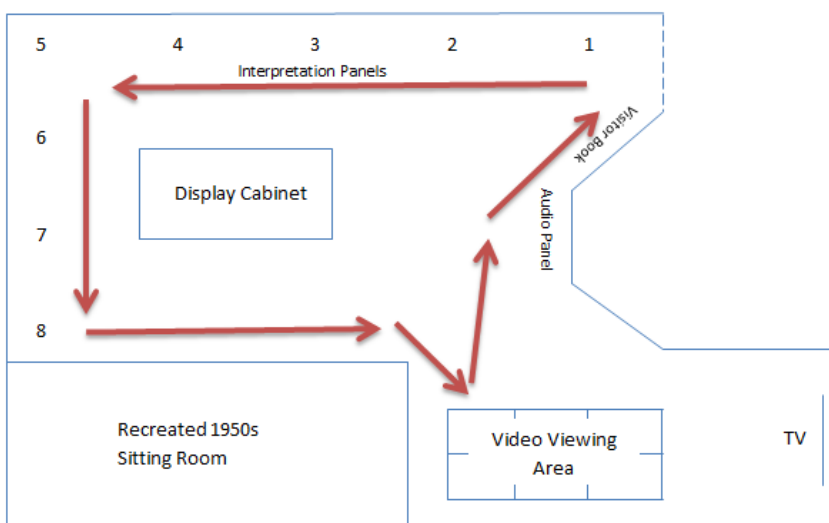 5 4 3 2 1
Interpretation Panels
Visitor Book
6
Display Cabinet
Audio Panel
7
8
Recreated 1950s
Sitting Room
Video Viewing
Area
TV